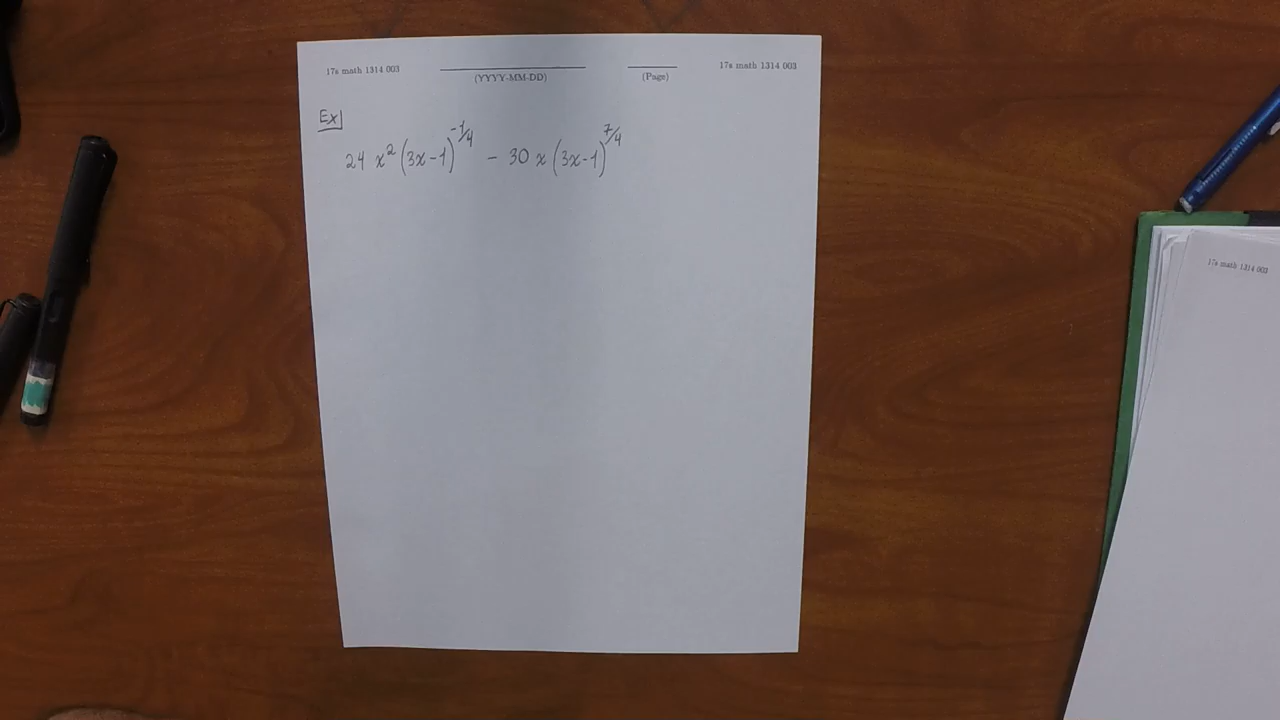 17s math 1314 003 (YYYY-MM-DD) (Page) 17s math 1314 003
Ex
24 x² (3x-1)^{-1/4} - 30 x (3x-1)^{7/4}
17s math 1314 003